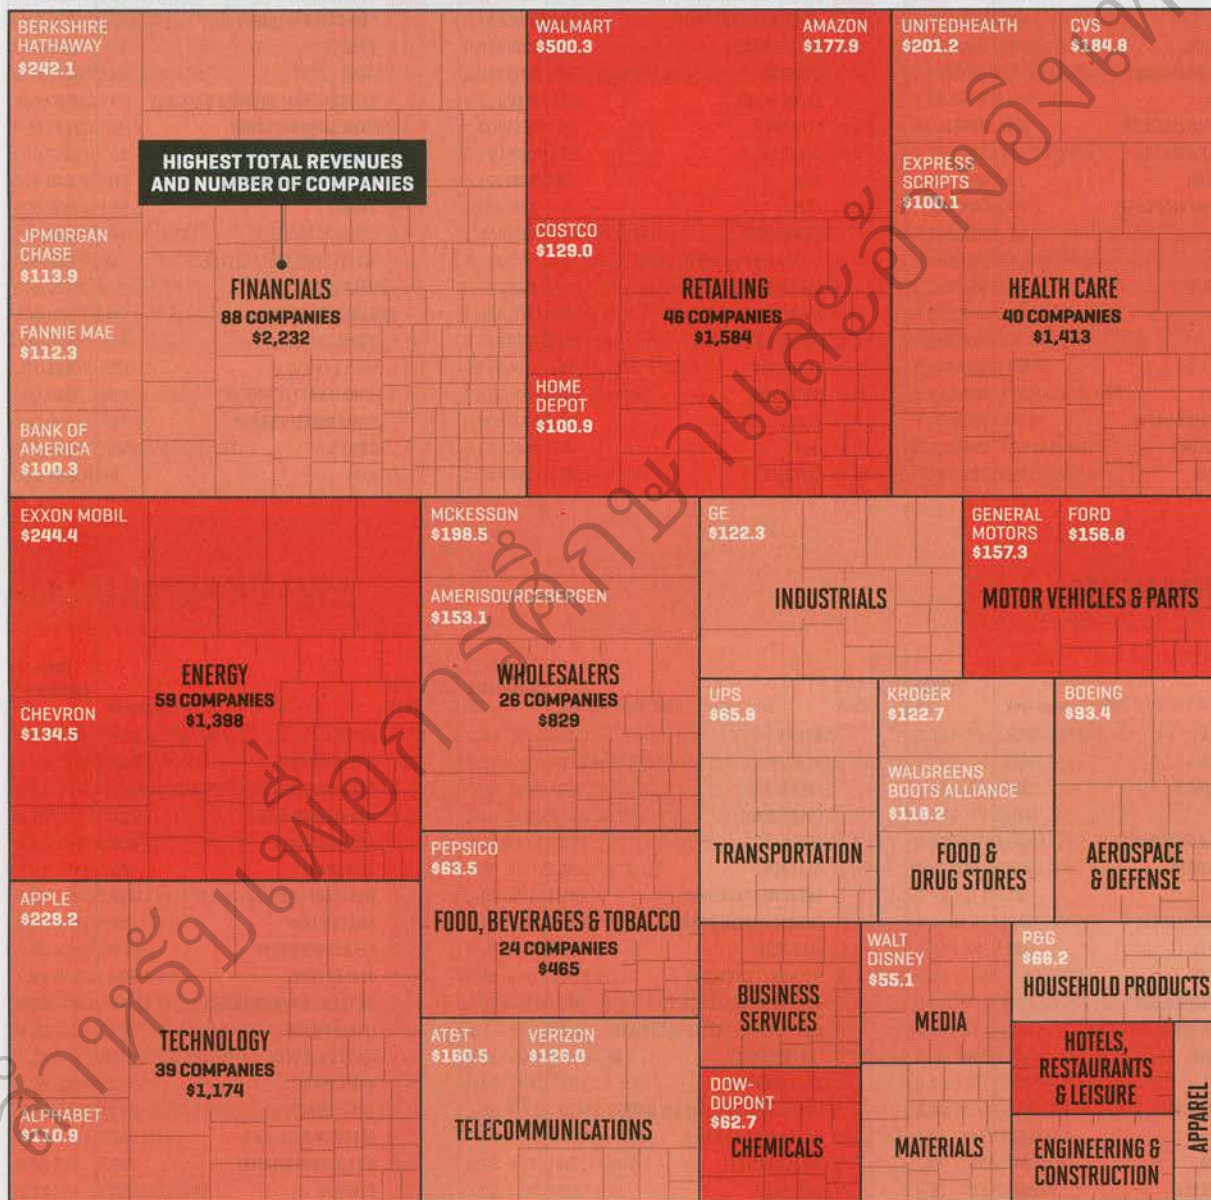 BERKSHIRE
HATHAWAY
$242.1
WALMART
$500.3
AMAZON
$177.9
UNITEDHEALTH
$201.2
CVS
$184.8
HIGHEST TOTAL REVENUES
AND NUMBER OF COMPANIES
EXPRESS
SCRIPTS
$100.1
JPMORGAN
CHASE
$113.9
COSTCO
$129.0
FINANCIALS
88 COMPANIES
$2,232
RETAILING
46 COMPANIES
$1,584
HEALTH CARE
40 COMPANIES
$1,413
FANNIE MAE
$112.3
HOME
DEPOT
$100.9
BANK OF
AMERICA
$100.3
EXXON MOBIL
$244.4
MCKESSON
$198.5
GE
$122.3
GENERAL
MOTORS
$157.3
FORD
$156.8
AMERISOURCEBERGEN
$153.1
INDUSTRIALS
MOTOR VEHICLES & PARTS
ENERGY
59 COMPANIES
$1,398
WHOLESALERS
26 COMPANIES
$829
CHEVRON
$134.5
UPS
$65.9
KROGER
$122.7
BOEING
$93.4
WALGREENS
BOOTS ALLIANCE
$118.2
TRANSPORTATION
FOOD &
DRUG STORES
AEROSPACE
& DEFENSE
PEPSICO
$63.5
APPLE
$229.2
FOOD, BEVERAGES & TOBACCO
24 COMPANIES
$465
WALT
DISNEY
$55.1
P&G
$66.2
HOUSEHOLD PRODUCTS
BUSINESS
SERVICES
MEDIA
TECHNOLOGY
39 COMPANIES
$1,174
AT&T
$160.5
VERIZON
$126.0
HOTELS,
RESTAURANTS
& LEISURE
ALPHABET
$110.9
TELECOMMUNICATIONS
DOW-
DUPONT
$62.7
CHEMICALS
MATERIALS
ENGINEERING &
CONSTRUCTION
APPAREL